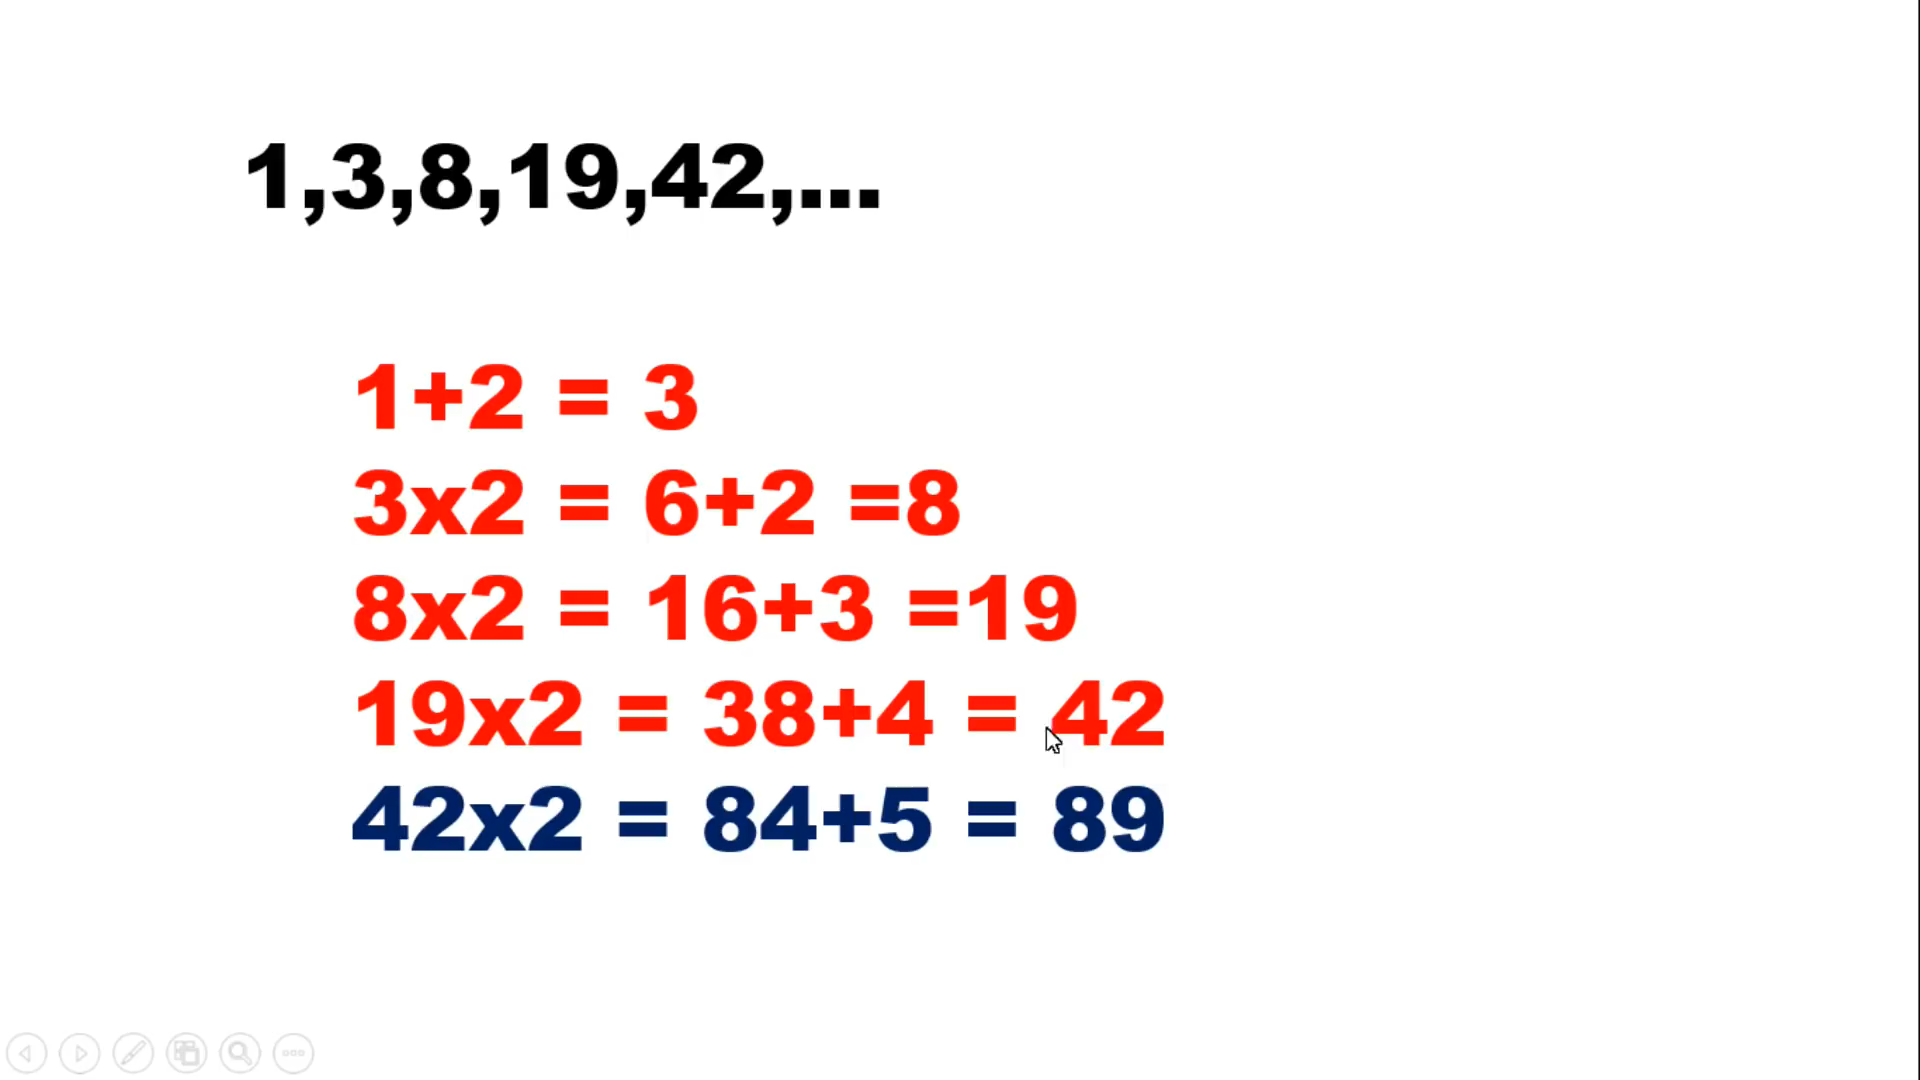 1,3,8,19,42,...
1+2 = 3
3x2 = 6+2 =8
8x2 = 16+3 =19
19x2 = 38+4 = 42
42x2 = 84+5 = 89